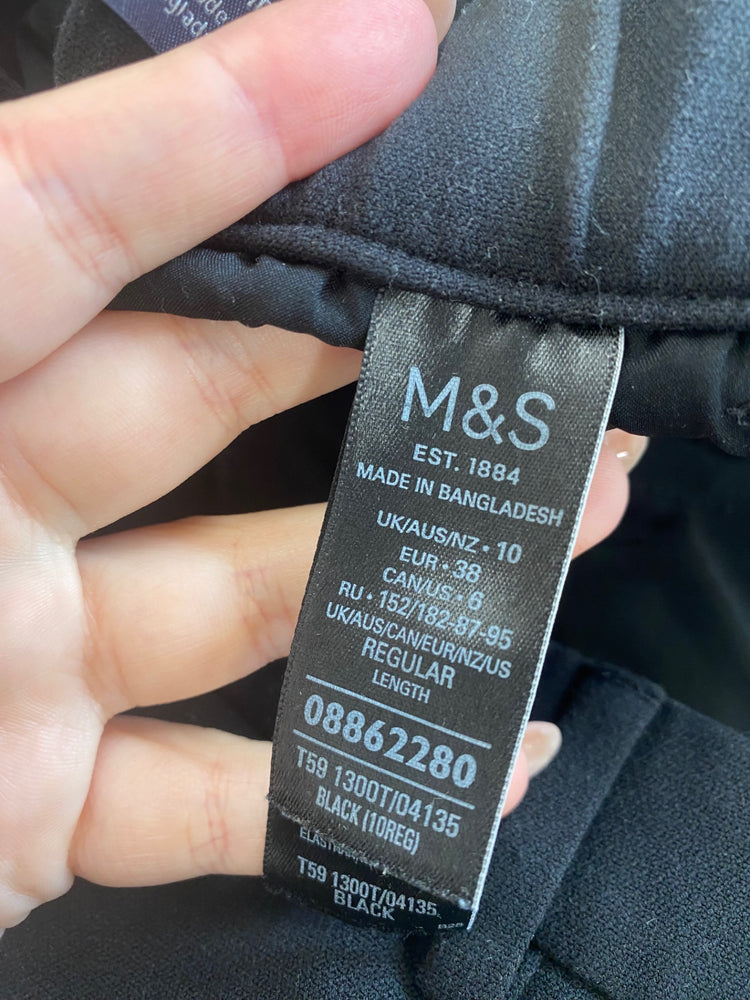 M&S
EST. 1884
MADE IN BANGLADESH
UK/AUS/NZ • 10
EUR • 38
CAN/US • 6
RU • 152/182-87-95
UK/AUS/CAN/EUR/NZ/US
REGULAR
LENGTH
08862280
T59 1300T/04135
BLACK (10REG)
T59 1300T/04135
BLACK